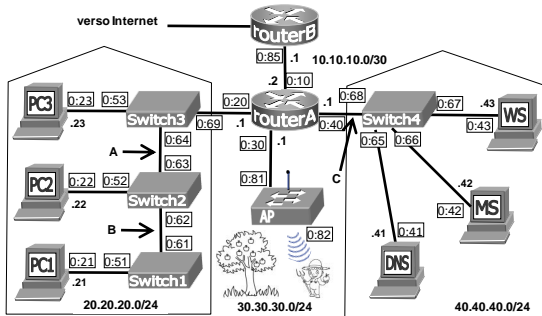 verso Internet
routerB
0:85 .1 10.10.10.0/30
.2 0:10
PC3 0:23 0:53 Switch3 0:69 0:20 routerA .1 0:40 0:68 Switch4 0:67 .43 WS
.23 .1 .1 0:43
0:64 0:30 0:65 0:66
A
0:63 C
PC2 0:22 0:52 Switch2 0:81 .42
.22 AP 0:42 MS
0:62 0:82
B .41 0:41
0:61
PC1 0:21 0:51 Switch1 DNS
.21
20.20.20.0/24 30.30.30.0/24 40.40.40.0/24